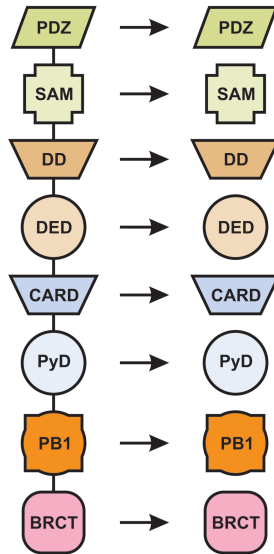 PDZ PDZ
SAM SAM
DD DD
DED DED
CARD CARD
PyD PyD
PB1 PB1
BRCT BRCT